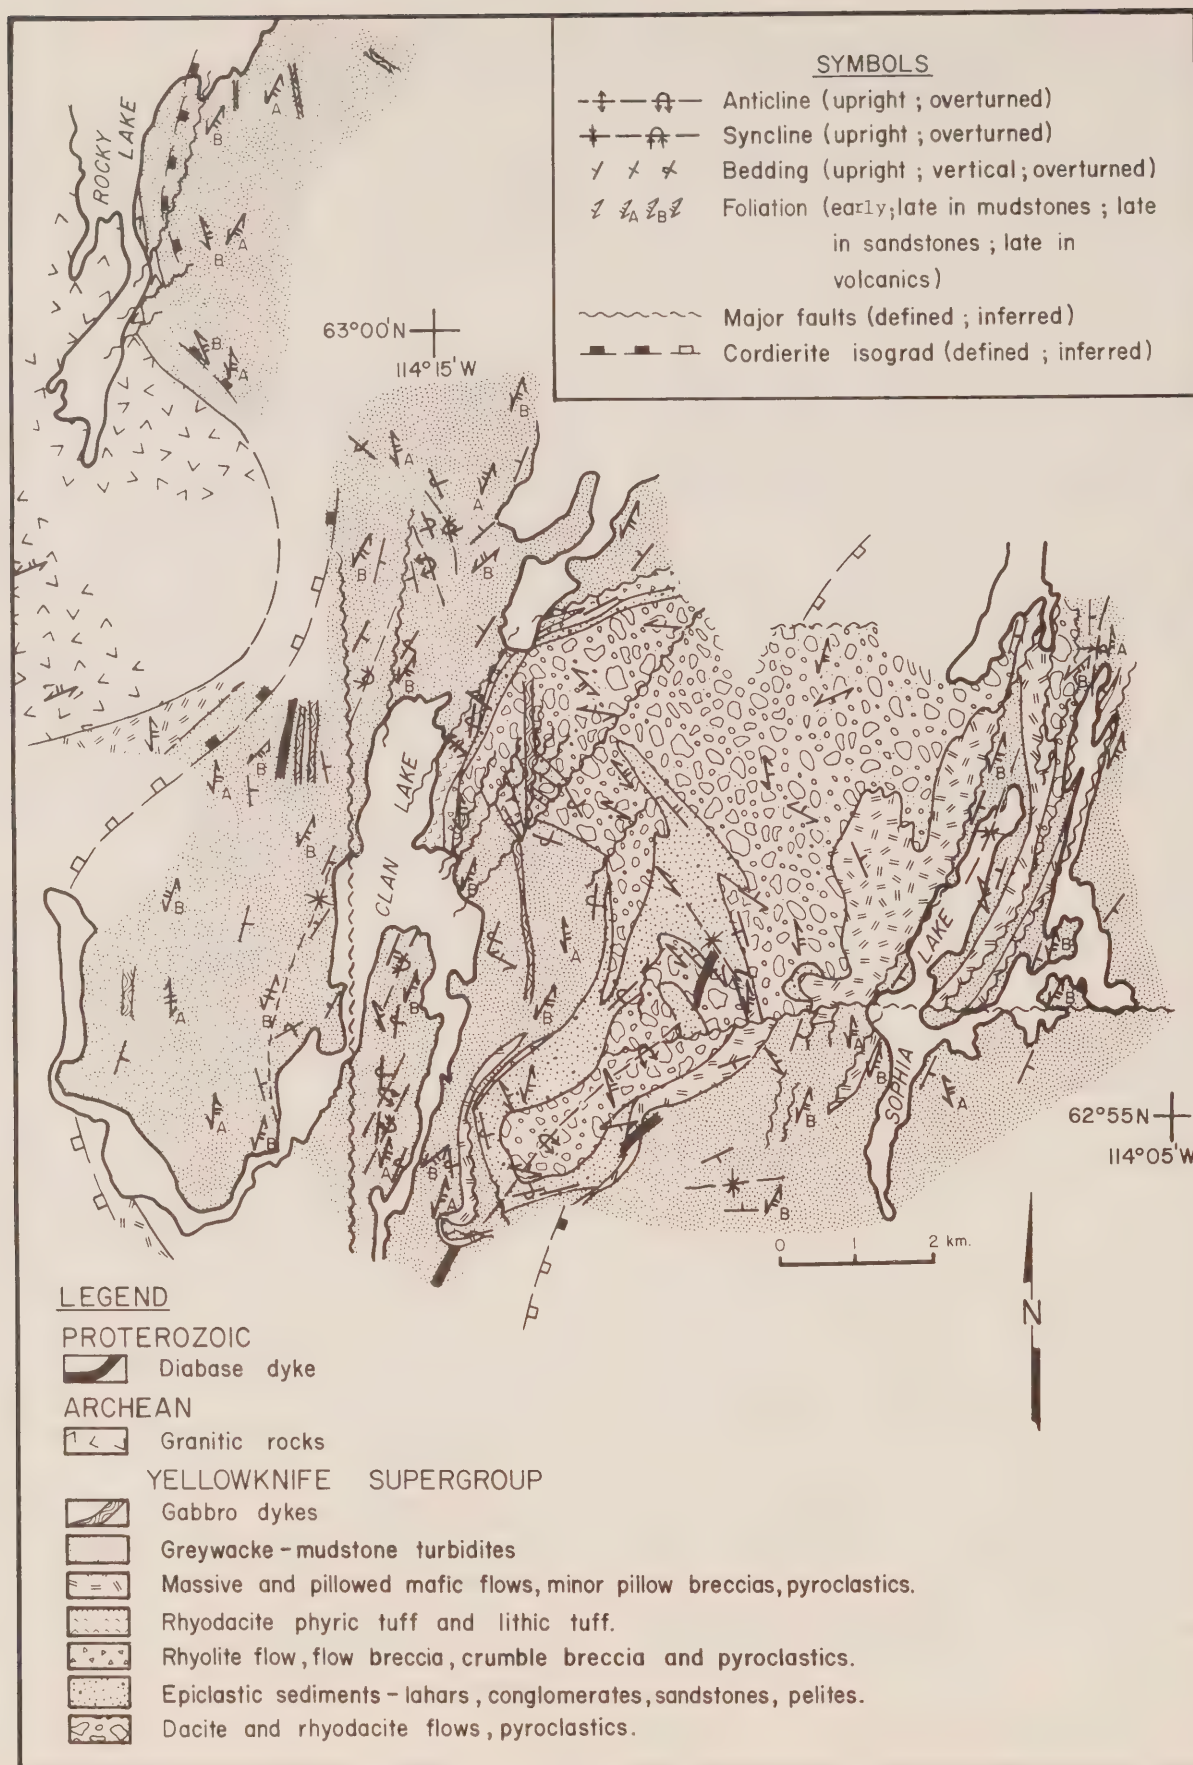 SYMBOLS
Anticline (upright ; overturned)
Syncline (upright ; overturned)
Bedding (upright ; vertical ; overturned)
A B Foliation (early; late in mudstones ; late
in sandstones ; late in
volcanics)
Major faults (defined ; inferred)
Cordierite isograd (defined ; inferred)
ROCKY
LAKE
63°00'N
114°15'W
CLAN
LAKE
LAKE
SOPHIA
62°55'N
114°05'W
0 1 2 km.
N
LEGEND
PROTEROZOIC
Diabase dyke
ARCHEAN
Granitic rocks
YELLOWKNIFE SUPERGROUP
Gabbro dykes
Greywacke - mudstone turbidites
Massive and pillowed mafic flows, minor pillow breccias, pyroclastics.
Rhyodacite phyric tuff and lithic tuff.
Rhyolite flow, flow breccia, crumble breccia and pyroclastics.
Epiclastic sediments - lahars, conglomerates, sandstones, pelites.
Dacite and rhyodacite flows, pyroclastics.